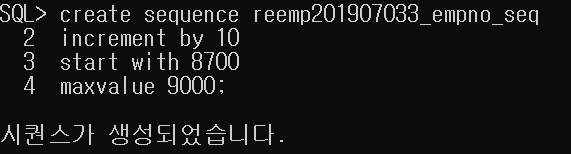 SQL> create sequence reemp201907033_empno_seq
  2  increment by 10
  3  start with 8700
  4  maxvalue 9000;
시퀀스가 생성되었습니다.